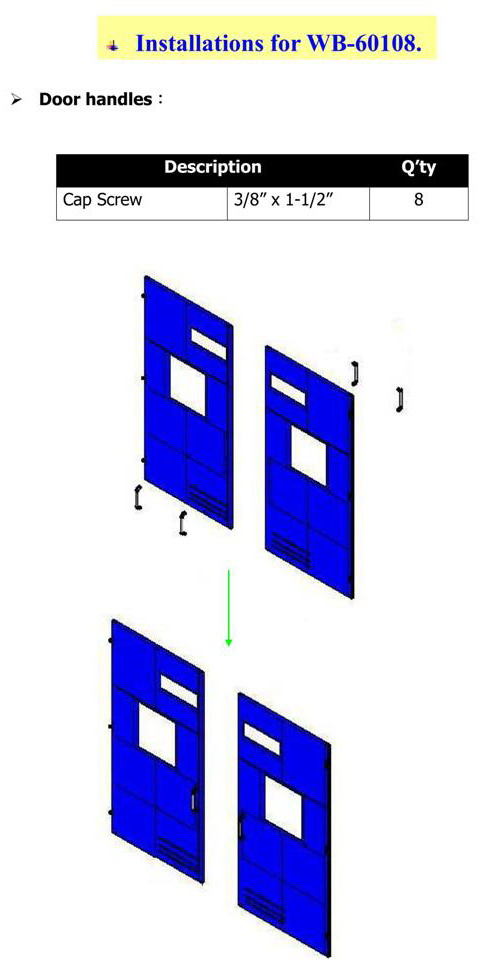 Installations for WB-60108.
Door handles：
Description Q’ty
Cap Screw 3/8” x 1-1/2” 8